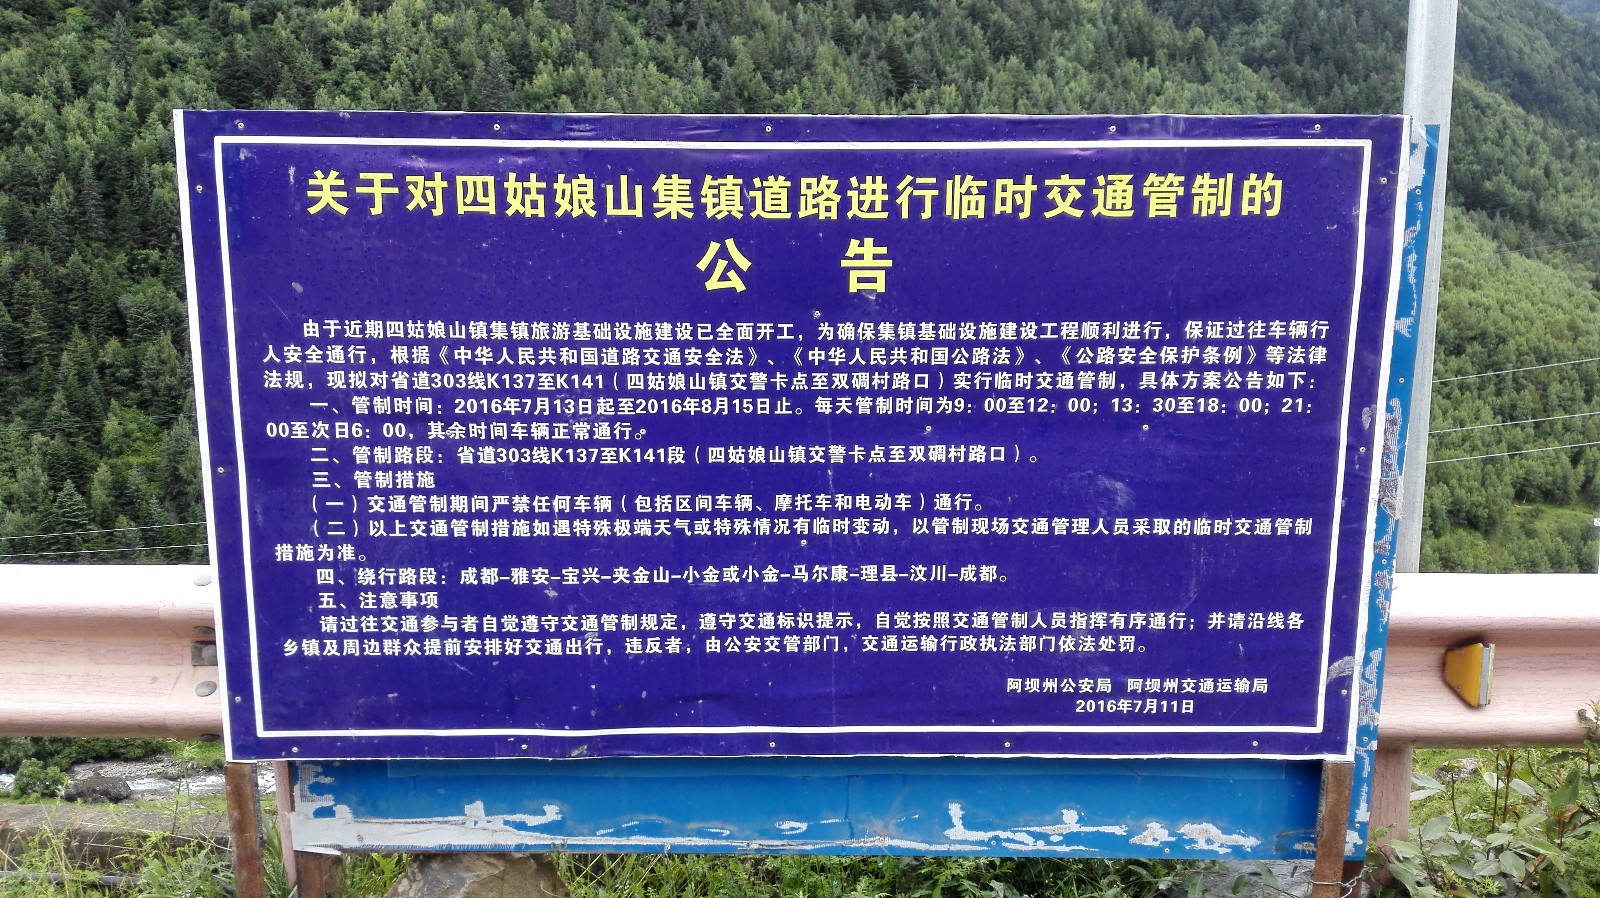 关于对四姑娘山集镇道路进行临时交通管制的
公 告
由于近期四姑娘山镇集镇旅游基础设施建设已全面开工，为确保集镇基础设施建设工程顺利进行，保证过往车辆行
人安全通行，根据《中华人民共和国道路交通安全法》、《中华人民共和国公路法》、《公路安全保护条例》等法律
法规，现拟对省道303线K137至K141（四姑娘山镇交警卡点至双碉村路口）实行临时交通管制，具体方案公告如下：
一、管制时间：2016年7月13日起至2016年8月15日止。每天管制时间为9：00至12：00；13：30至18：00；21：
00至次日6：00，其余时间车辆正常通行。
二、管制路段：省道303线K137至K141段（四姑娘山镇交警卡点至双碉村路口）。
三、管制措施
（一）交通管制期间严禁任何车辆（包括区间车辆、摩托车和电动车）通行。
（二）以上交通管制措施如遇特殊极端天气或特殊情况有临时变动，以管制现场交通管理人员采取的临时交通管制
措施为准。
四、绕行路段：成都–雅安–宝兴–夹金山–小金或小金–马尔康–理县–汶川–成都。
五、注意事项
请过往交通参与者自觉遵守交通管制规定，遵守交通标识提示，自觉按照交通管制人员指挥有序通行；并请沿线各
乡镇及周边群众提前安排好交通出行，违反者，由公安交管部门，交通运输行政执法部门依法处罚。
阿坝州公安局 阿坝州交通运输局
2016年7月11日